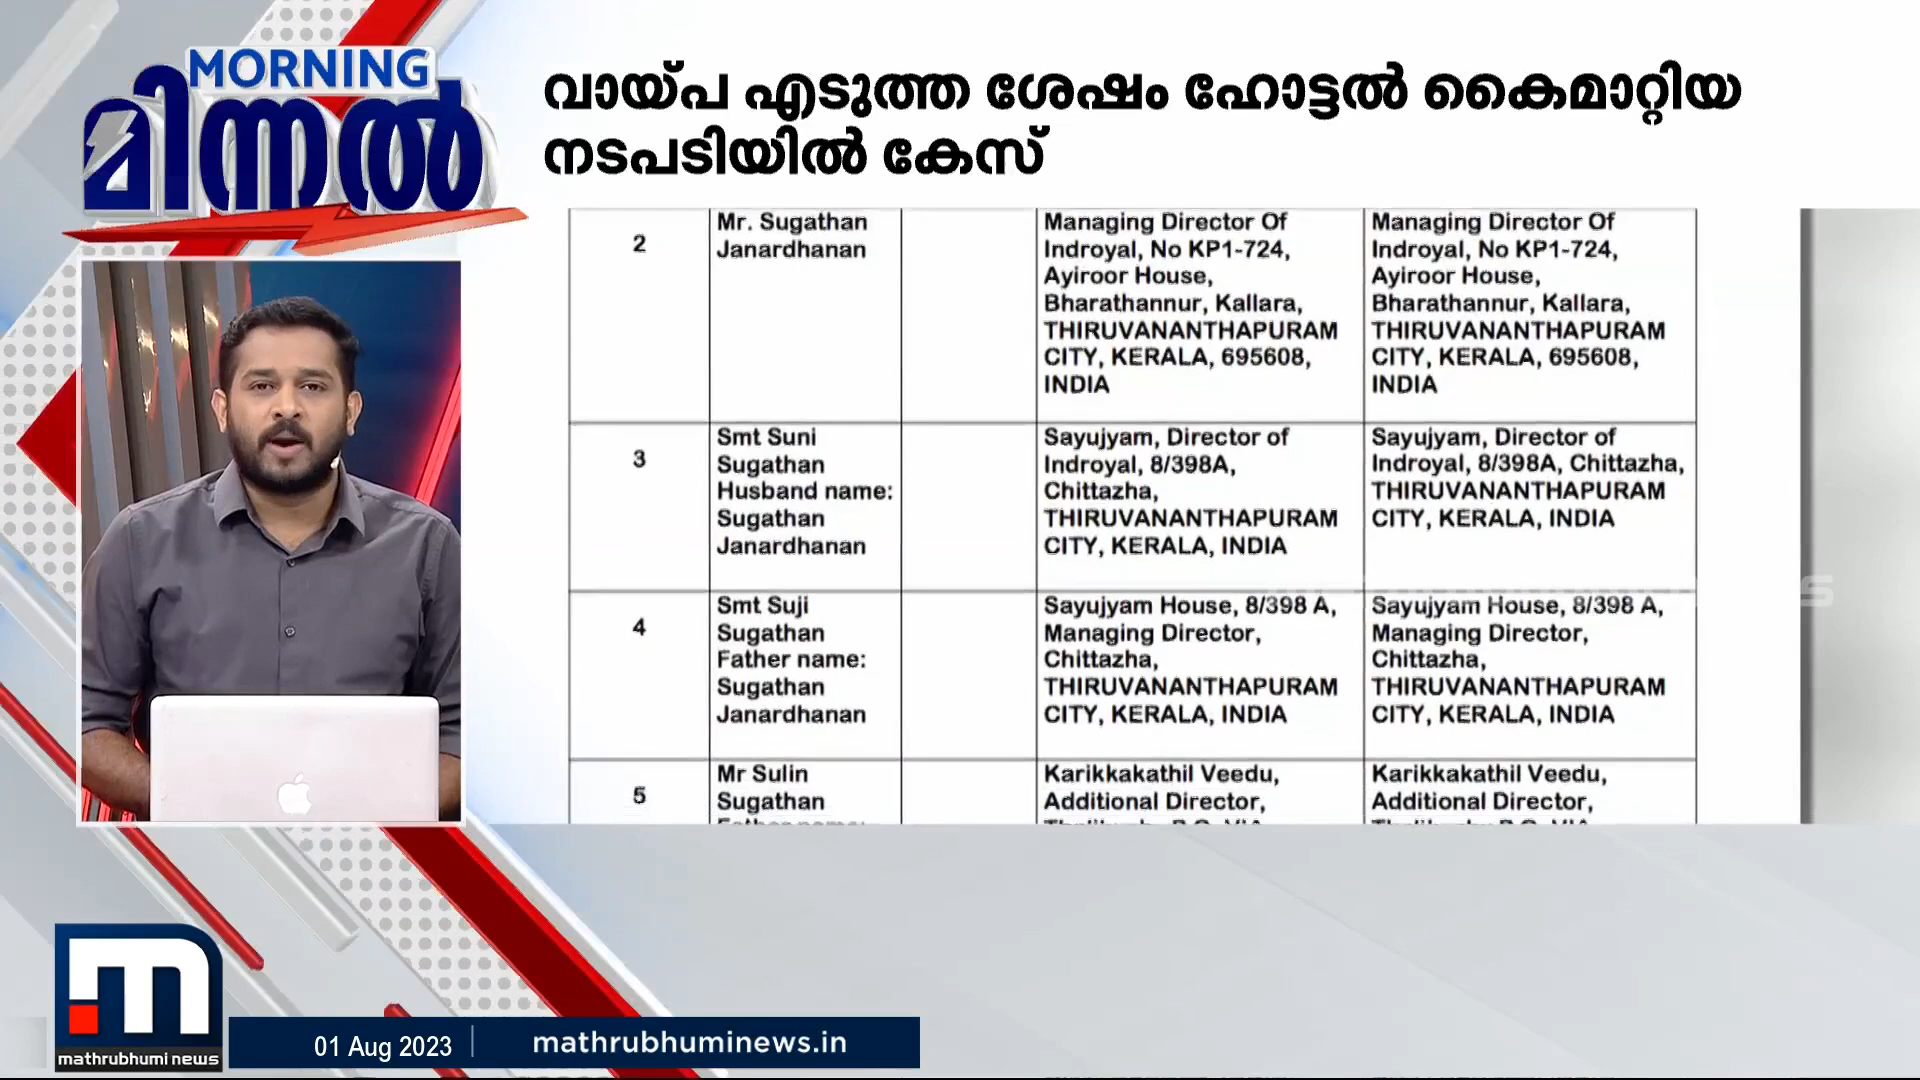 MORNING
മിന്നൽ
വായ്പ എടുത്ത ശേഷം ഹോട്ടൽ കൈമാറ്റിയ
നടപടിയിൽ കേസ്
2
Mr. Sugathan
Janardhanan
Managing Director Of
Indroyal, No KP1-724,
Ayiroor House,
Bharathannur, Kallara,
THIRUVANANTHAPURAM
CITY, KERALA, 695608,
INDIA
Managing Director Of
Indroyal, No KP1-724,
Ayiroor House,
Bharathannur, Kallara,
THIRUVANANTHAPURAM
CITY, KERALA, 695608,
INDIA
3
Smt Suni
Sugathan
Husband name:
Sugathan
Janardhanan
Sayujyam, Director of
Indroyal, 8/398A,
Chittazha,
THIRUVANANTHAPURAM
CITY, KERALA, INDIA
Sayujyam, Director of
Indroyal, 8/398A, Chittazha,
THIRUVANANTHAPURAM
CITY, KERALA, INDIA
4
Smt Suji
Sugathan
Father name:
Sugathan
Janardhanan
Sayujyam House, 8/398 A,
Managing Director,
Chittazha,
THIRUVANANTHAPURAM
CITY, KERALA, INDIA
Sayujyam House, 8/398 A,
Managing Director,
Chittazha,
THIRUVANANTHAPURAM
CITY, KERALA, INDIA
5
Mr Sulin
Sugathan
Karikkakathil Veedu,
Additional Director,
Karikkakathil Veedu,
Additional Director,
mathrubhumi news
01 Aug 2023
mathrubhuminews.in